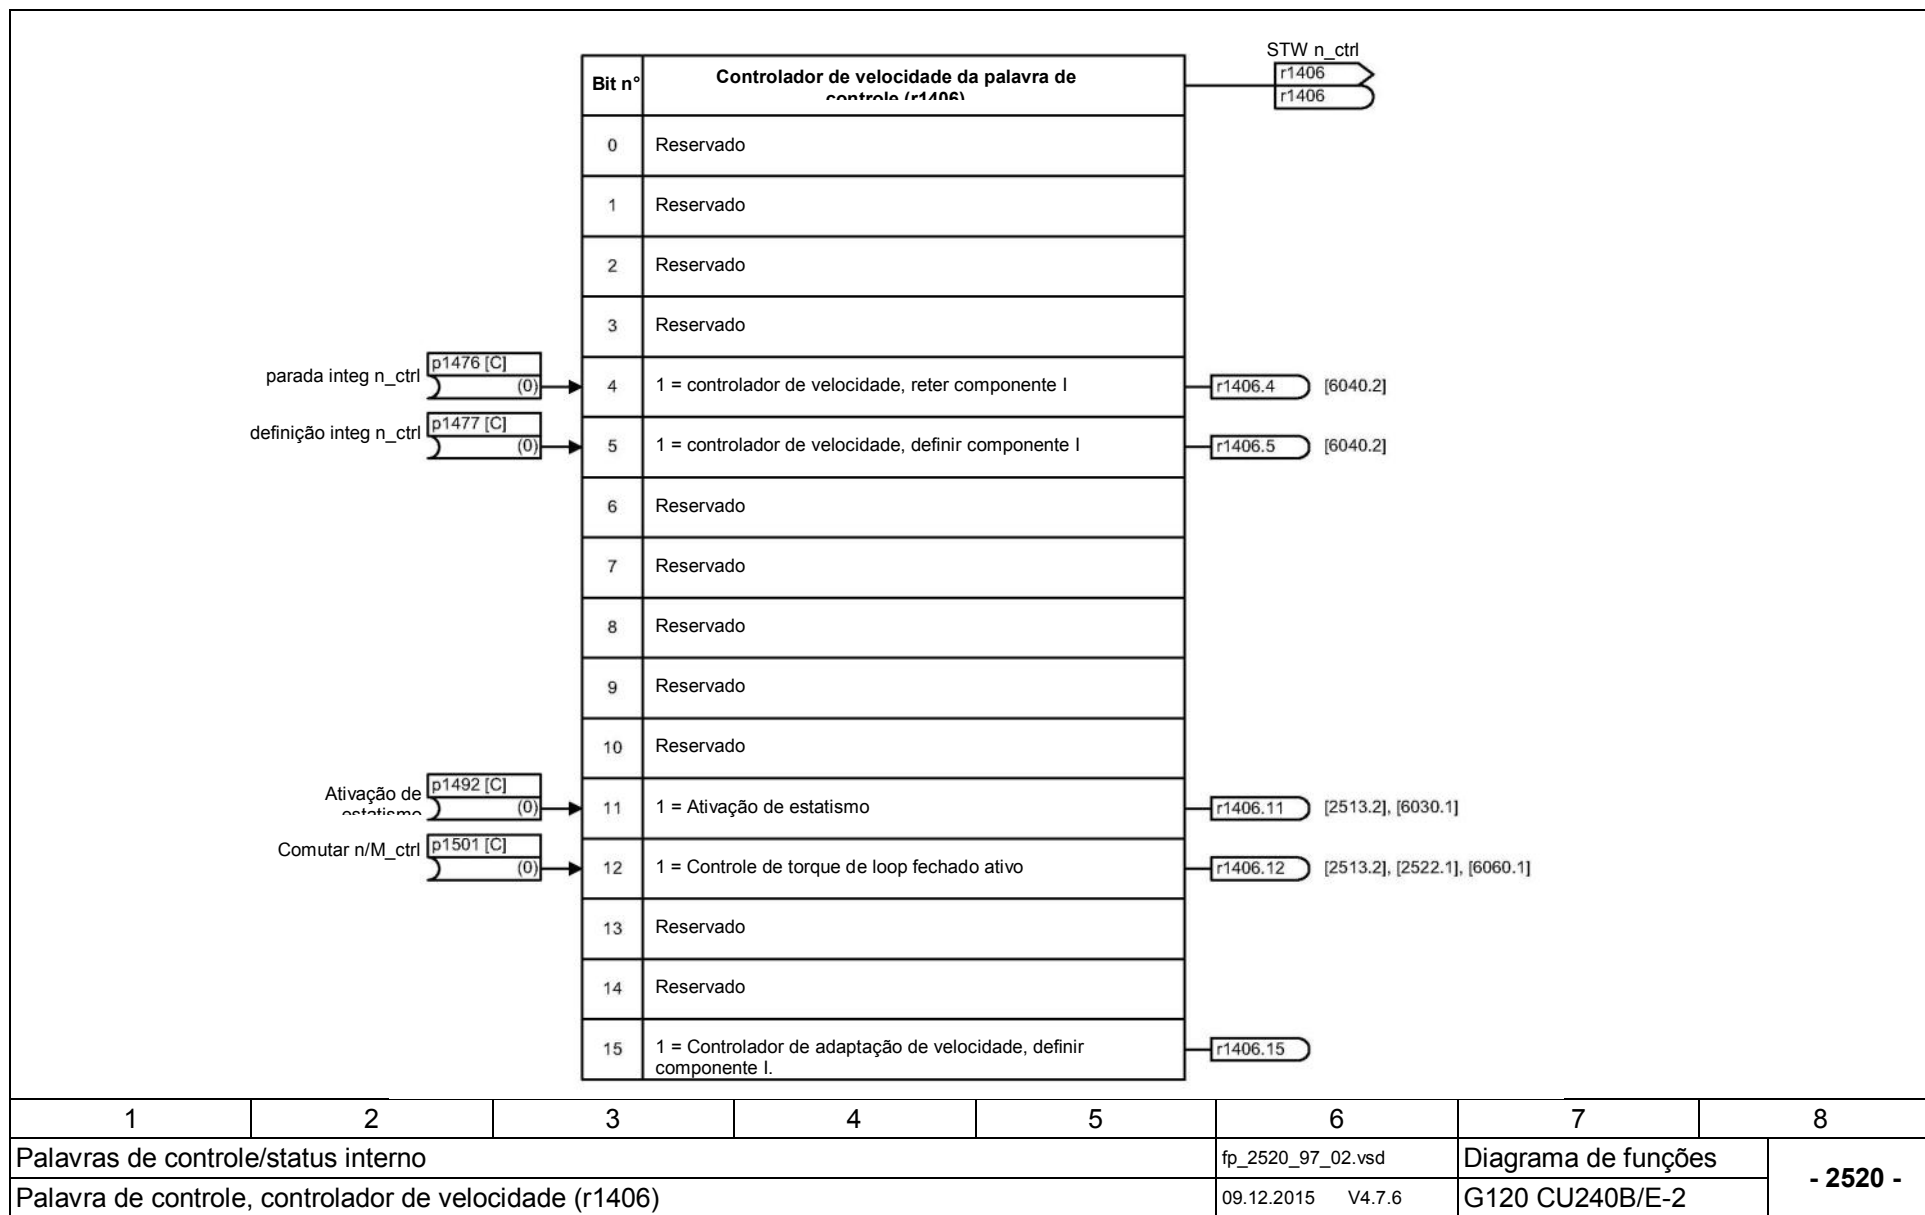 STW n_ctrl
r1406
r1406
Bit n° Controlador de velocidade da palavra de
controle (r1406)
0 Reservado
1 Reservado
2 Reservado
3 Reservado
parada integ n_ctrl p1476 [C]
(0) 4 1 = controlador de velocidade, reter componente I r1406.4 [6040.2]
definição integ n_ctrl p1477 [C]
(0) 5 1 = controlador de velocidade, definir componente I r1406.5 [6040.2]
6 Reservado
7 Reservado
8 Reservado
9 Reservado
10 Reservado
Ativação de p1492 [C]
estatismo (0) 11 1 = Ativação de estatismo r1406.11 [2513.2], [6030.1]
Comutar n/M_ctrl p1501 [C]
(0) 12 1 = Controle de torque de loop fechado ativo r1406.12 [2513.2], [2522.1], [6060.1]
13 Reservado
14 Reservado
15 1 = Controlador de adaptação de velocidade, definir r1406.15
componente I.
1 2 3 4 5 6 7 8
Palavras de controle/status interno fp_2520_97_02.vsd Diagrama de funções
- 2520 -
Palavra de controle, controlador de velocidade (r1406) 09.12.2015 V4.7.6 G120 CU240B/E-2